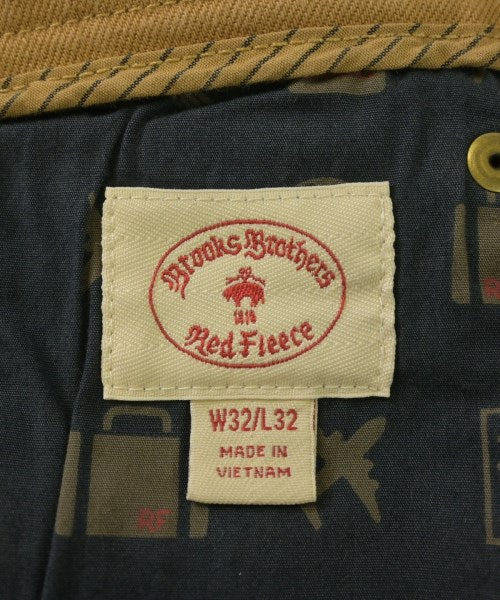 Brooks Brothers
1818
Red Fleece
W32/L32
MADE IN
VIETNAM
RF